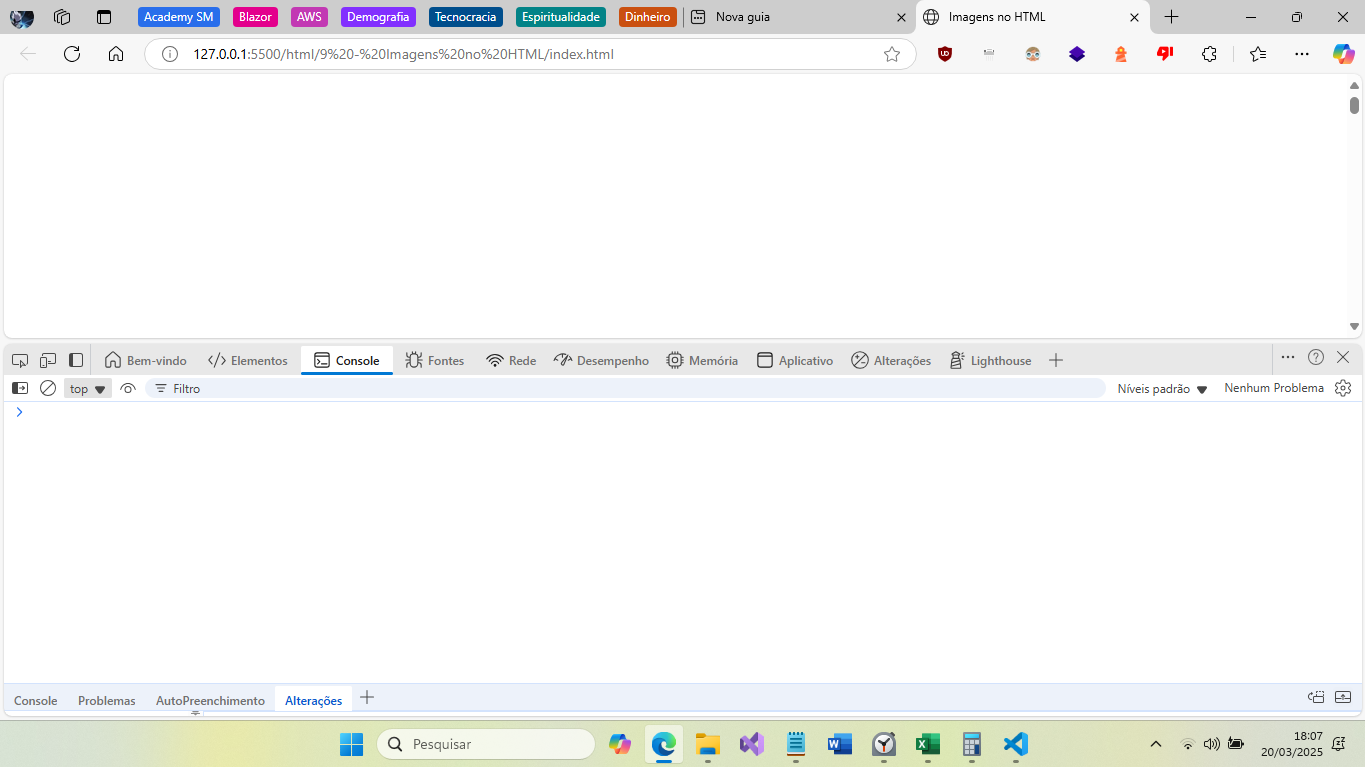 Academy SM Blazor AWS Demografia Tecnocracia Espiritualidade Dinheiro Nova guia Imagens no HTML
127.0.0.1:5500/html/9%20-%20Imagens%20no%20HTML/index.html
UD
Bem-vindo Elementos Console Fontes Rede Desempenho Memória Aplicativo Alterações Lighthouse
top Filtro Níveis padrão Nenhum Problema
Console Problemas AutoPreenchimento Alterações
Pesquisar
18:07
20/03/2025